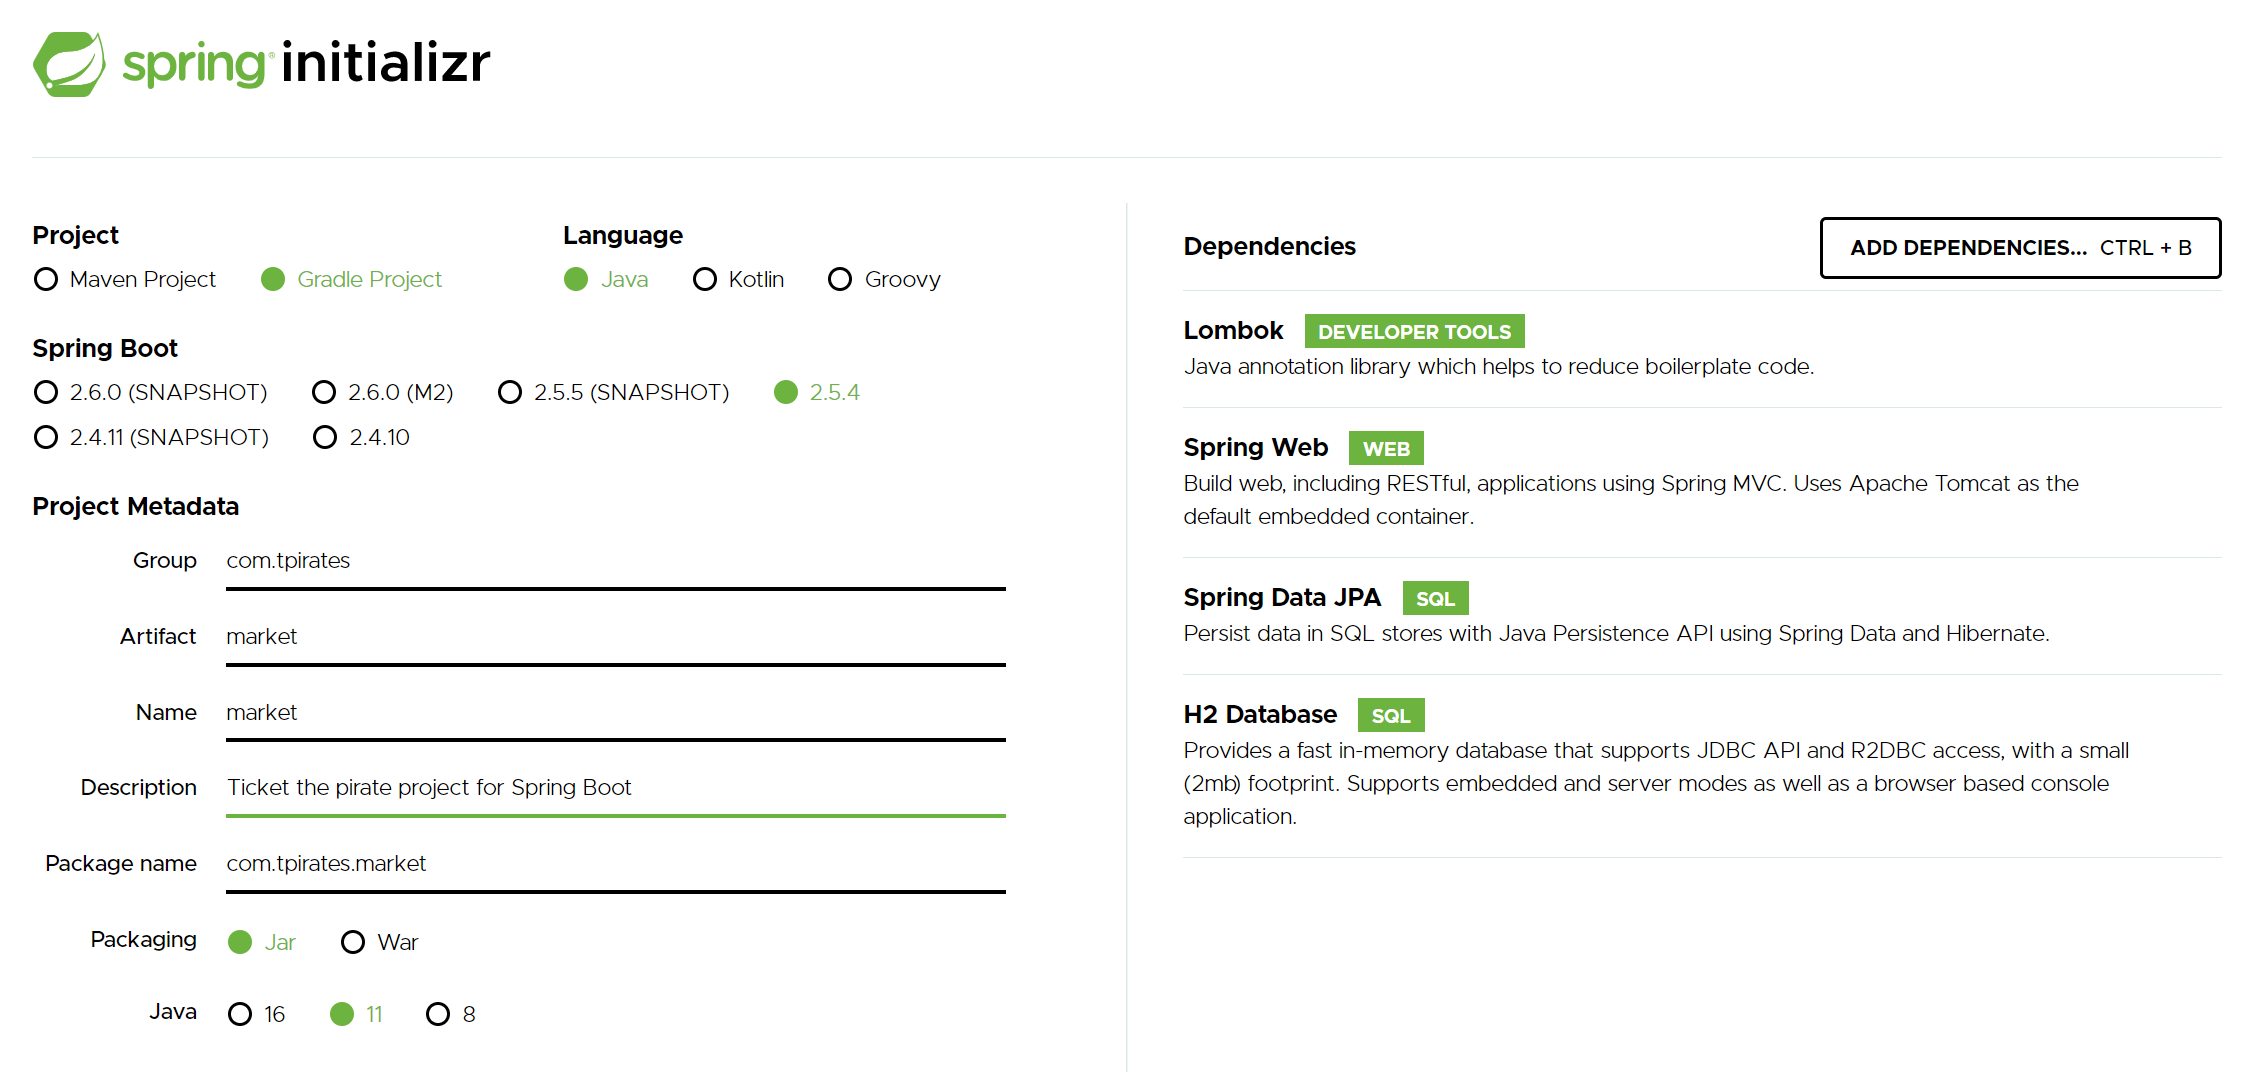 spring initializr
Project
Maven Project Gradle Project
Language
Java Kotlin Groovy
Spring Boot
2.6.0 (SNAPSHOT) 2.6.0 (M2) 2.5.5 (SNAPSHOT) 2.5.4
2.4.11 (SNAPSHOT) 2.4.10
Project Metadata
Group com.tpirates
Artifact market
Name market
Description Ticket the pirate project for Spring Boot
Package name com.tpirates.market
Packaging Jar War
Java 16 11 8
Dependencies
ADD DEPENDENCIES... CTRL + B
Lombok DEVELOPER TOOLS
Java annotation library which helps to reduce boilerplate code.
Spring Web WEB
Build web, including RESTful, applications using Spring MVC. Uses Apache Tomcat as the
default embedded container.
Spring Data JPA SQL
Persist data in SQL stores with Java Persistence API using Spring Data and Hibernate.
H2 Database SQL
Provides a fast in-memory database that supports JDBC API and R2DBC access, with a small
(2mb) footprint. Supports embedded and server modes as well as a browser based console
application.